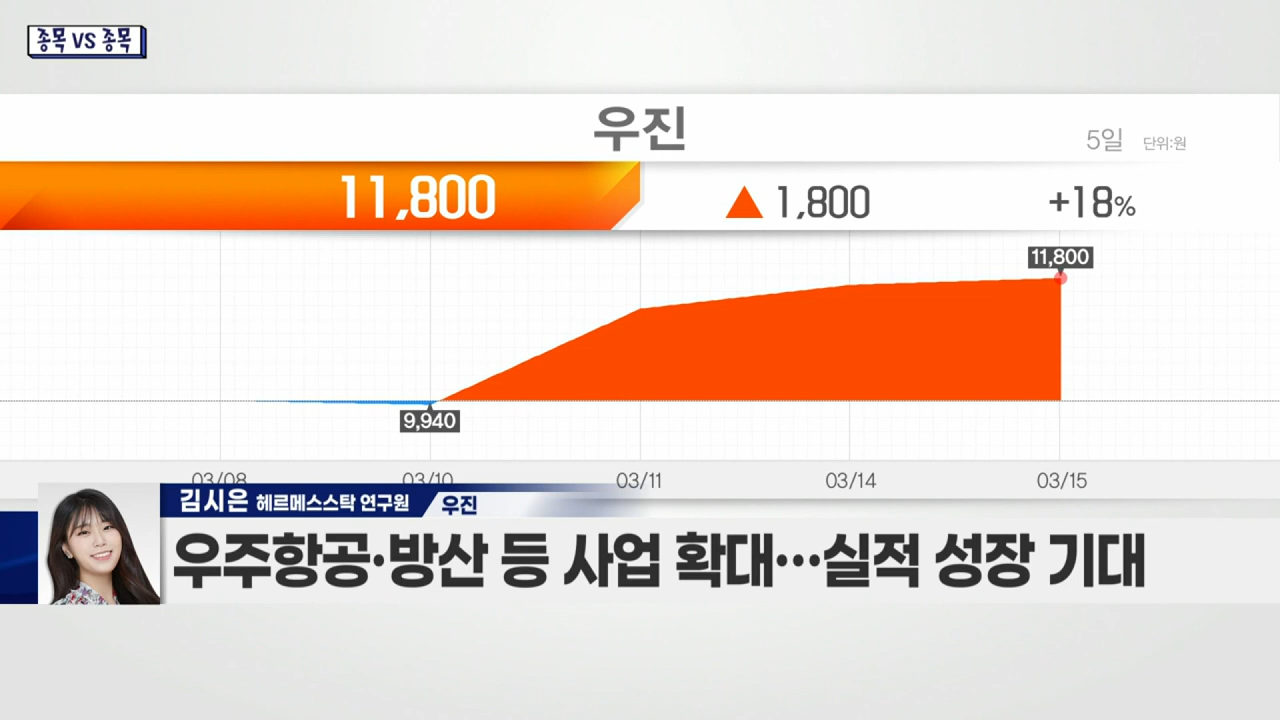 종목 VS 종목
우진
5일 단위:원
11,800 ▲ 1,800 +18%
11,800
9,940
03/08 03/10 03/11 03/14 03/15
김시은 헤르메스스탁 연구원 우진
우주항공·방산 등 사업 확대…실적 성장 기대